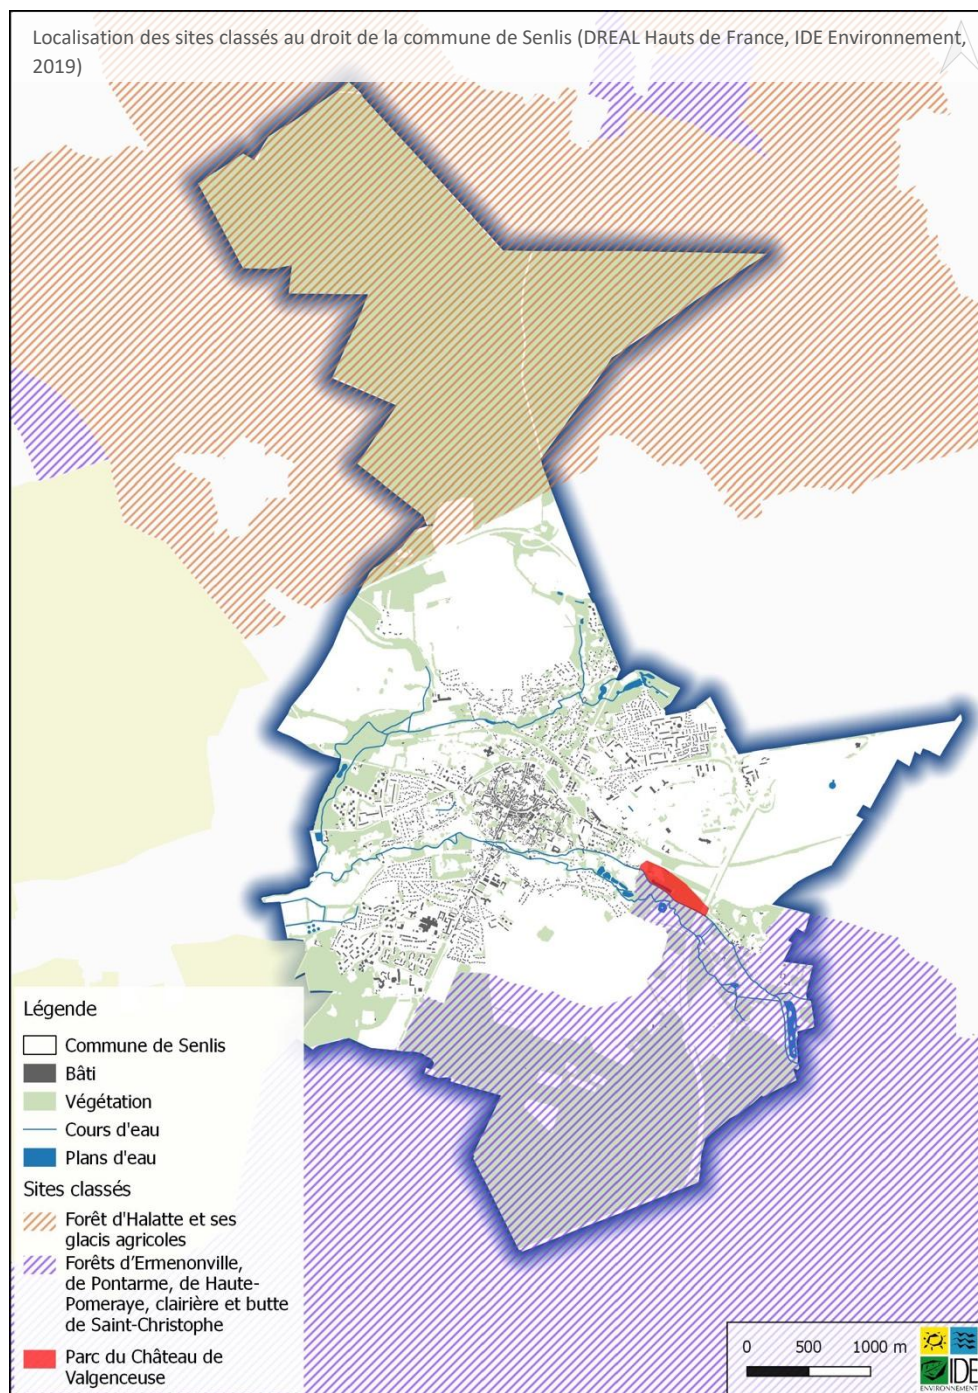 Localisation des sites classés au droit de la commune de Senlis (DREAL Hauts de France, IDE Environnement,
2019)
Légende
Commune de Senlis
Bâti
Végétation
Cours d'eau
Plans d'eau
Sites classés
Forêt d'Halatte et ses
glacis agricoles
Forêts d'Ermenonville,
de Pontarme, de Haute-
Pomeraye, clairière et butte
de Saint-Christophe
Parc du Château de
Valgenceuse
0 500 1000 m
IDE
ENVIRONNEMENT